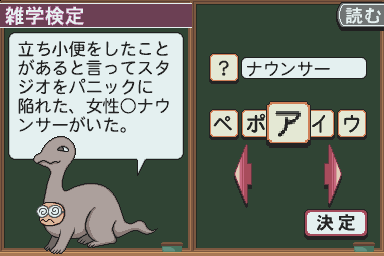 雑学検定
読む
立ち小便をしたこと
があると言ってスタ
ジオをパニックに
陥れた、女性〇ナウ
ンサーがいた。
？ ナウンサー
ペ ポ ア イ ウ
決定